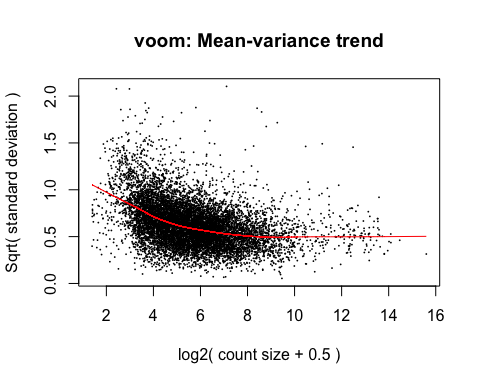 voom: Mean-variance trend
Sqrt( standard deviation )
2.0
1.5
1.0
0.5
0.0
2 4 6 8 10 12 14 16
log2( count size + 0.5 )